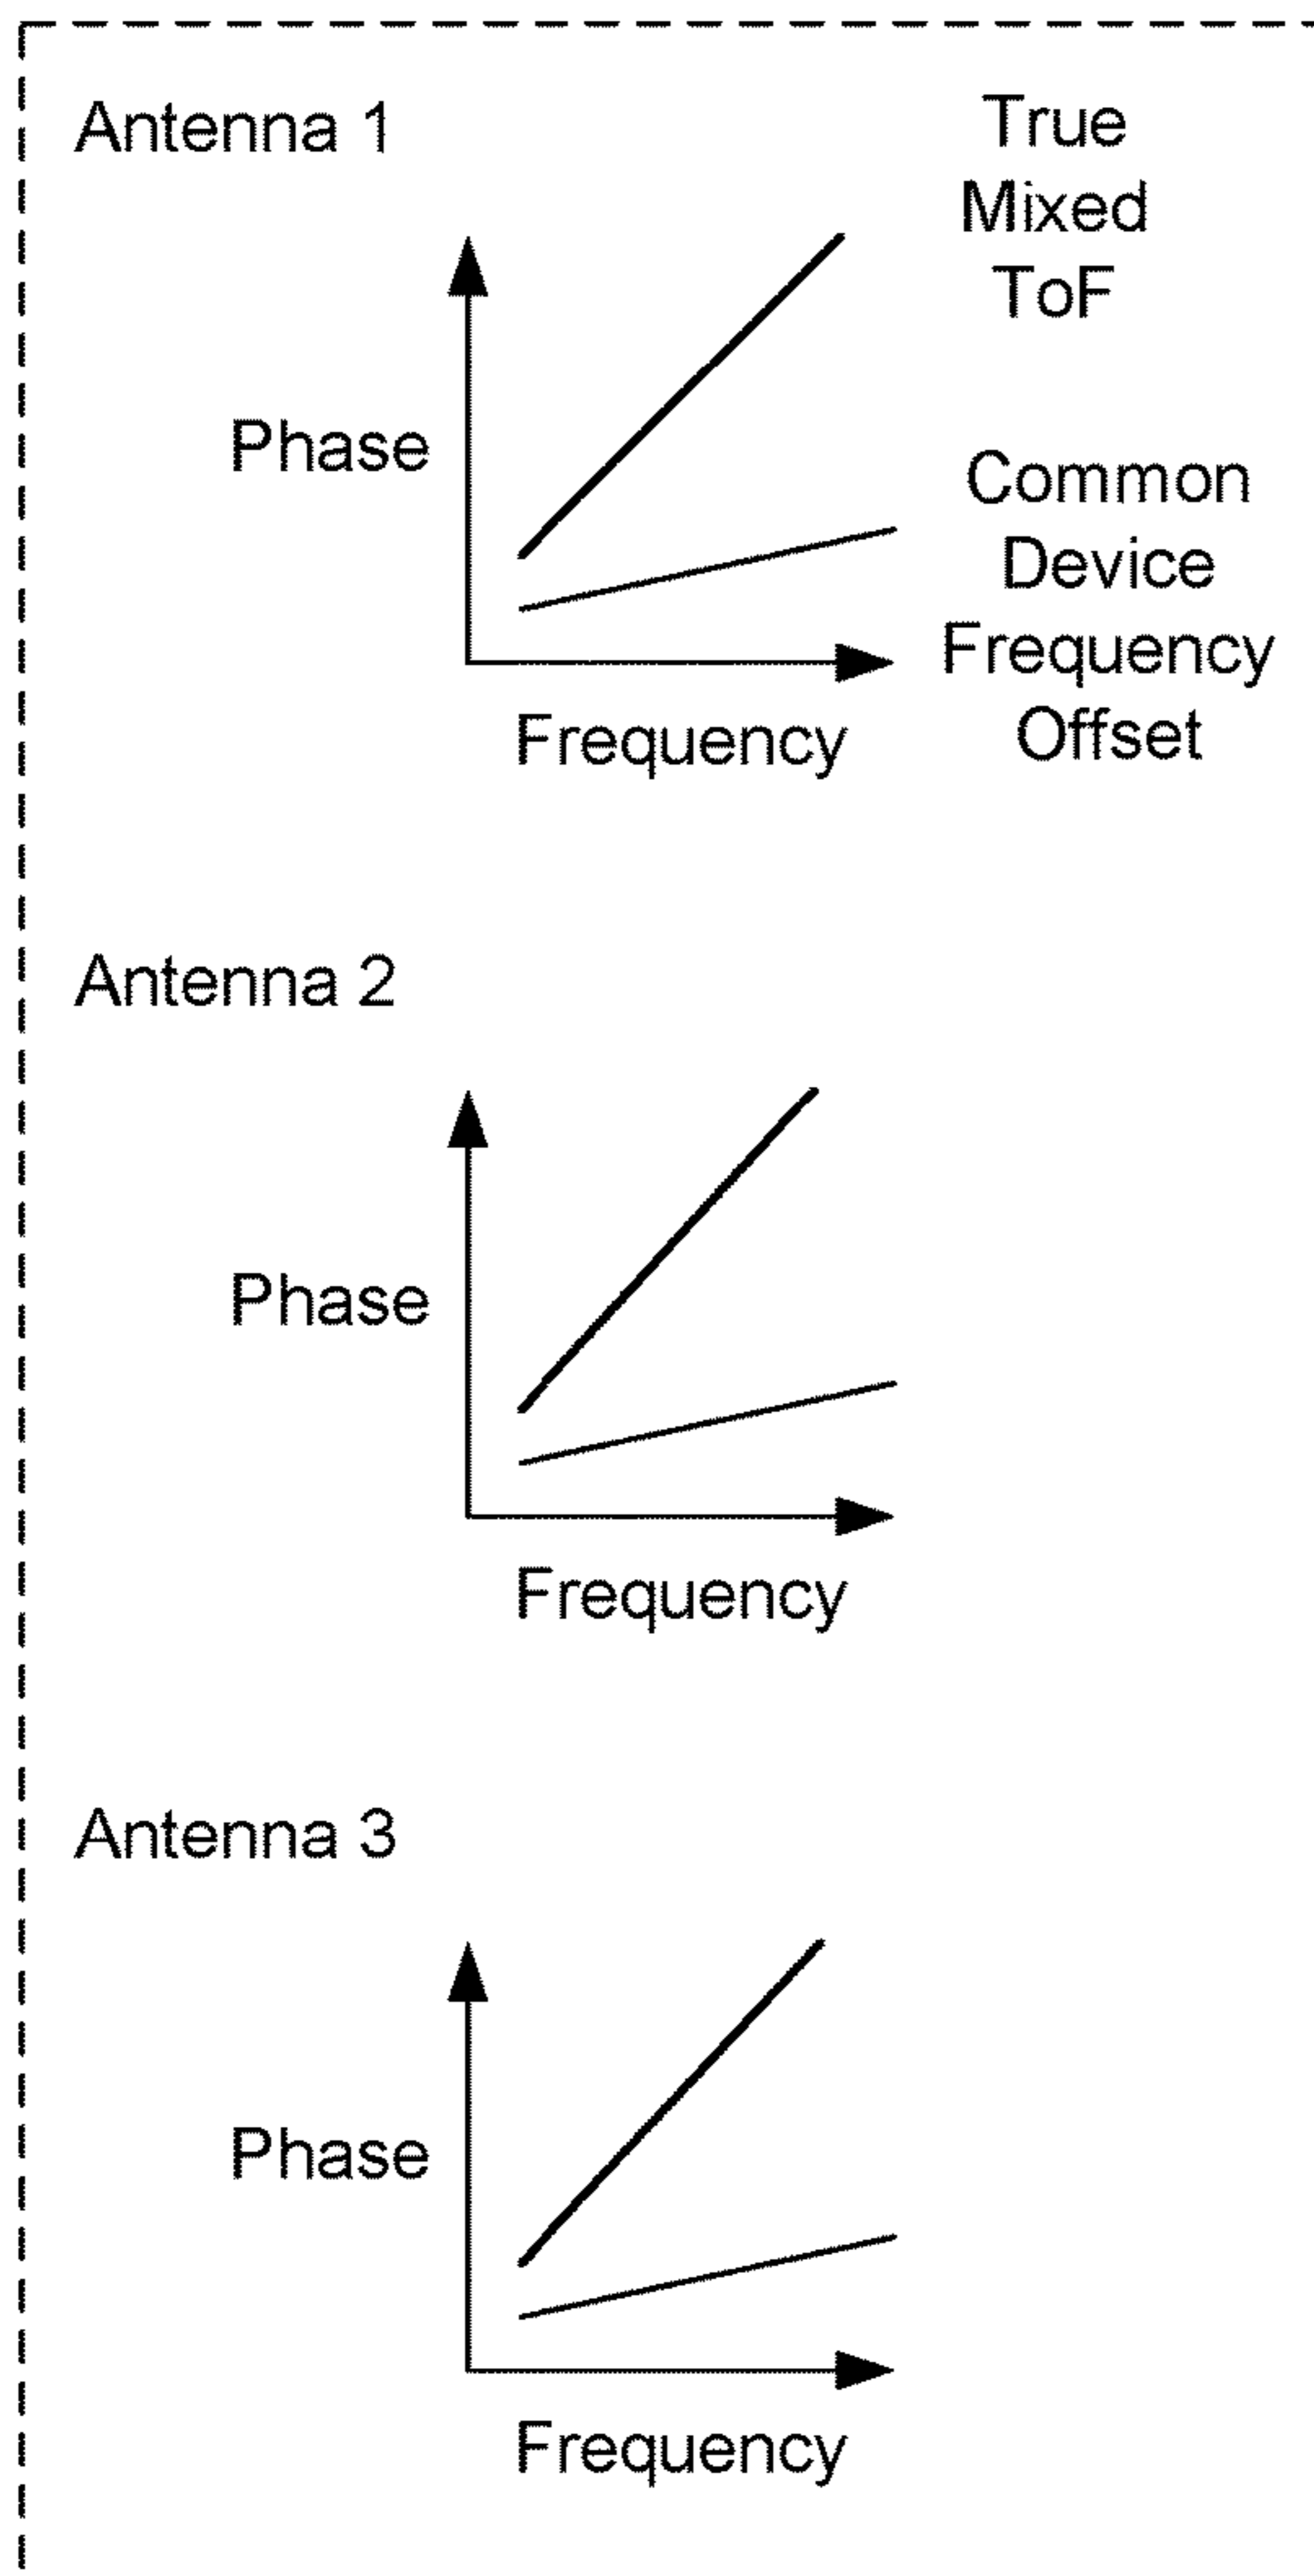 Antenna 1
True
Mixed
ToF
Phase
Common
Device
Frequency
Offset
Frequency
Antenna 2
Phase
Frequency
Antenna 3
Phase
Frequency